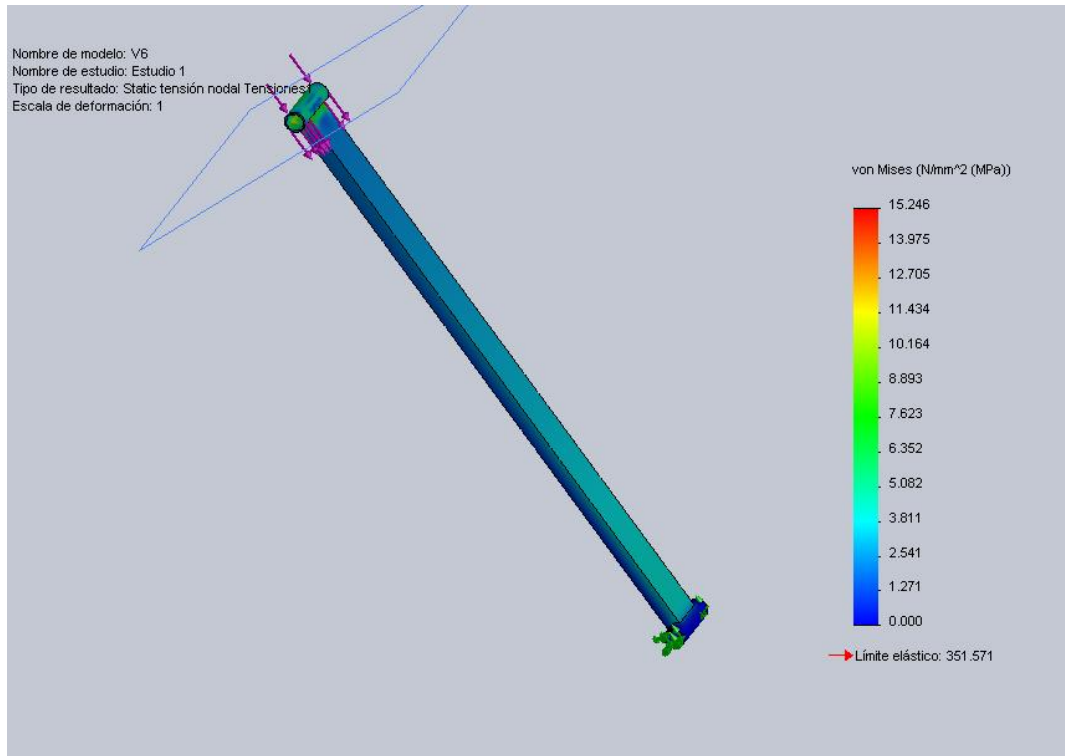 Nombre de modelo: V6
Nombre de estudio: Estudio 1
Tipo de resultado: Static tensión nodal Tensiones1
Escala de deformación: 1
von Mises (N/mm^2 (MPa))
15.246
13.975
12.705
11.434
10.164
8.893
7.623
6.352
5.082
3.811
2.541
1.271
0.000
Límite elástico: 351.571